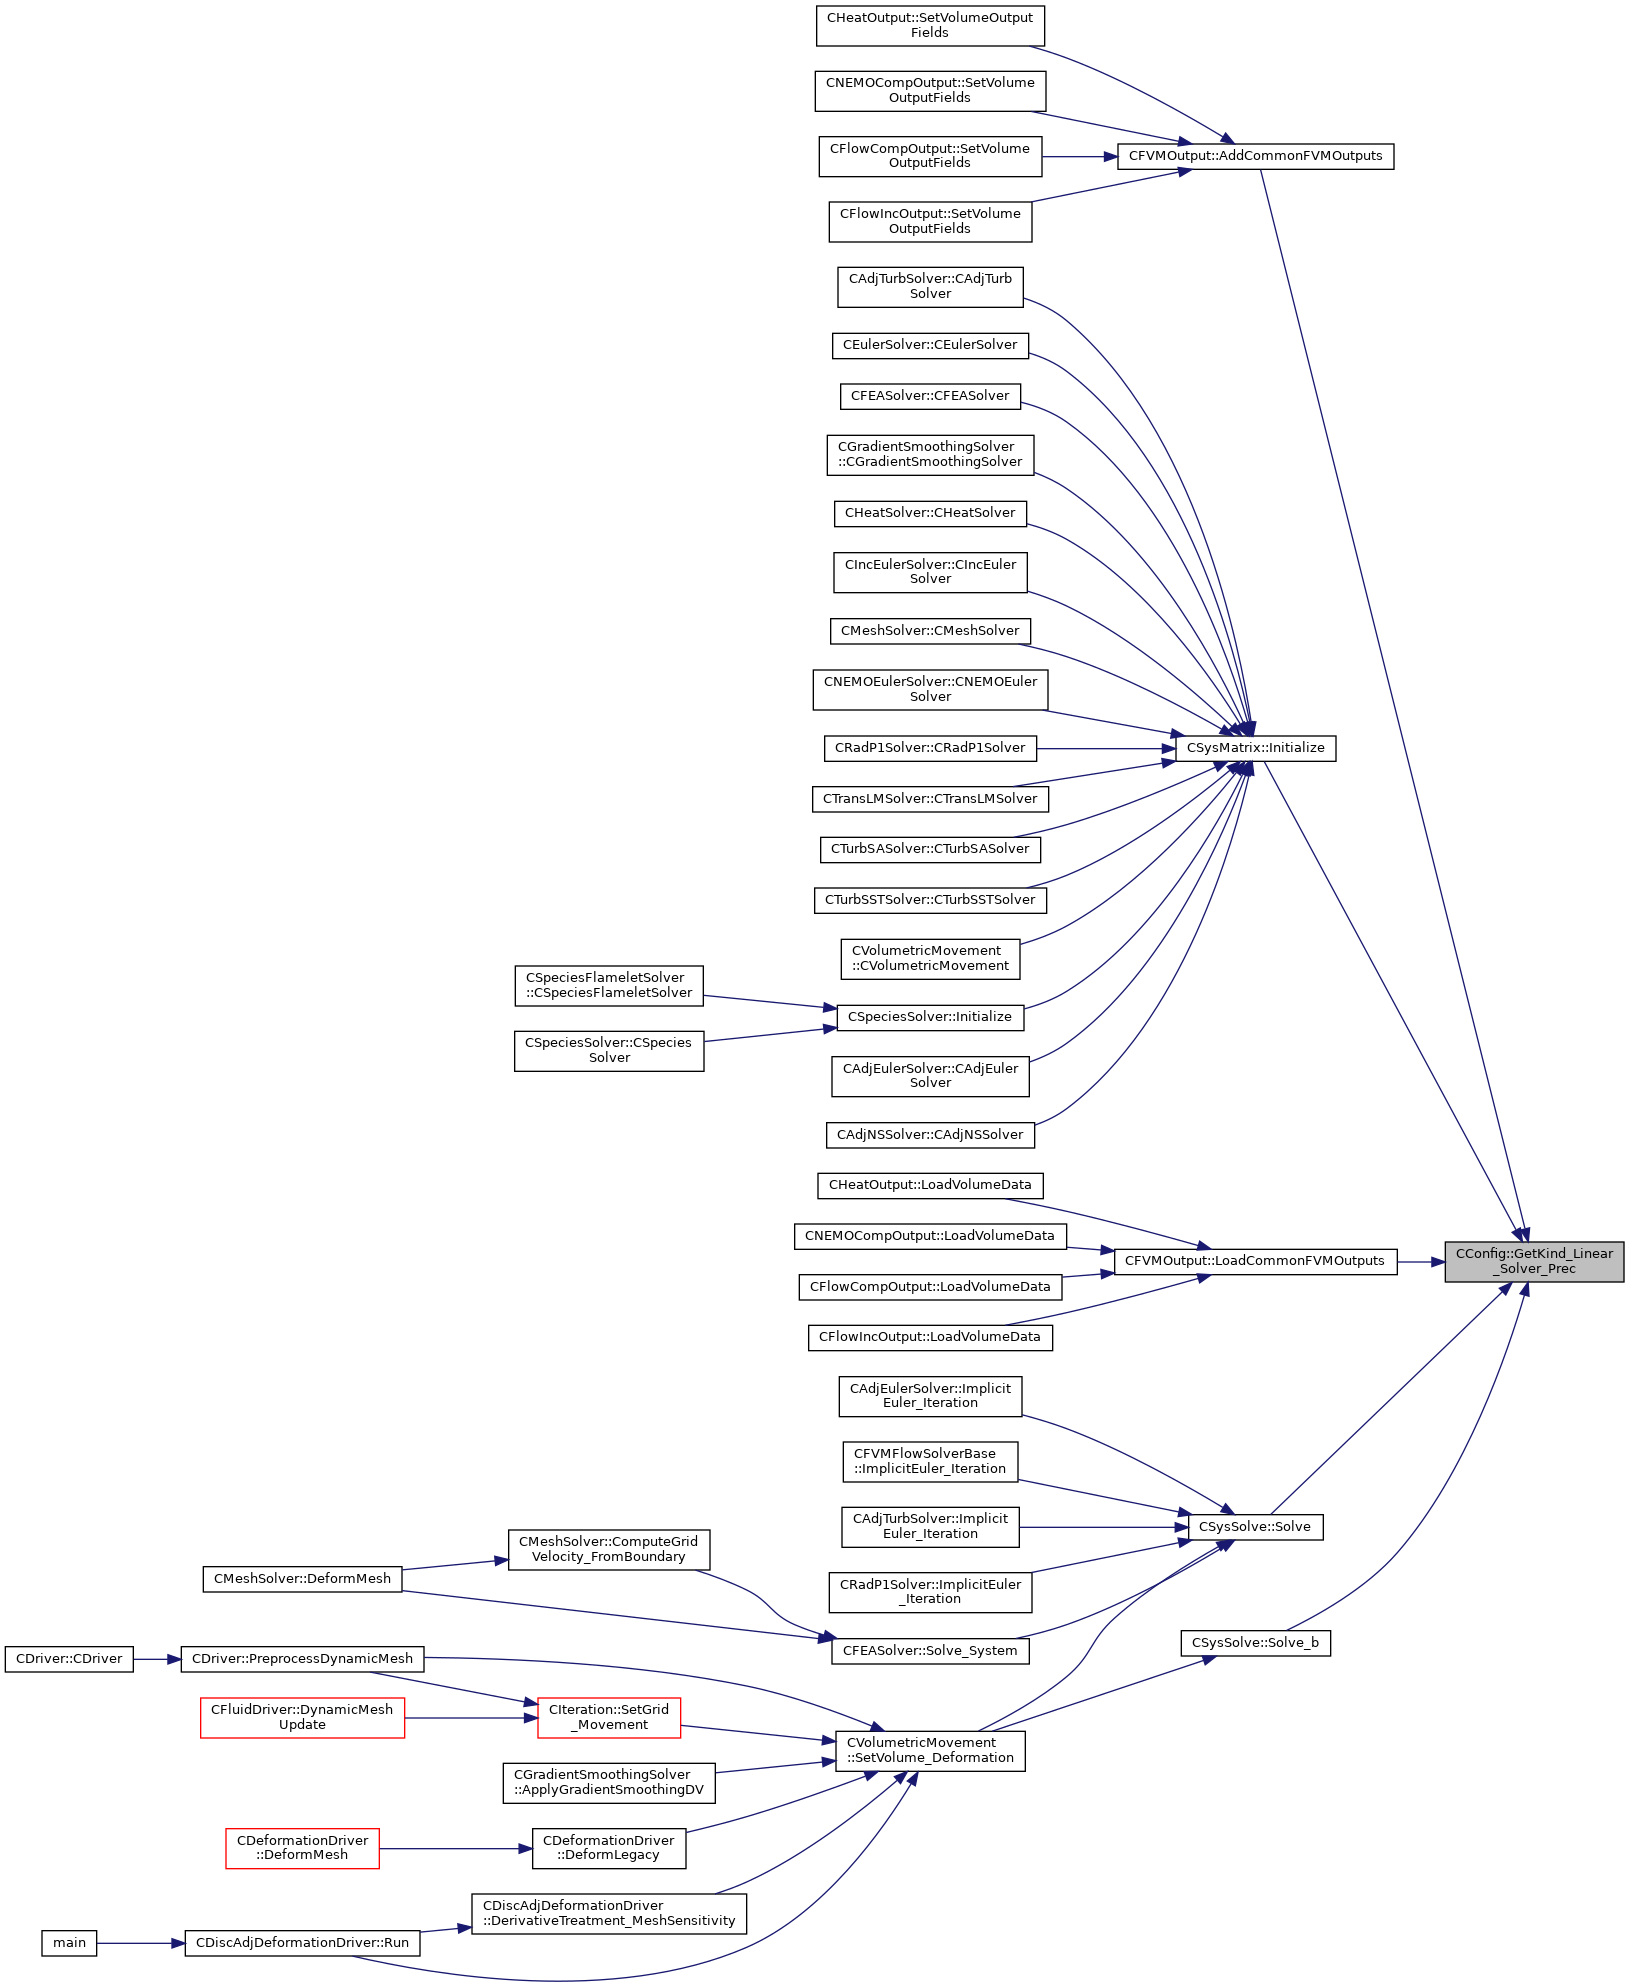 CHeatOutput::SetVolumeOutput
Fields
CNEMOCompOutput::SetVolume
OutputFields
CFlowCompOutput::SetVolume
OutputFields
CFVMOutput::AddCommonFVMOutputs
CFlowIncOutput::SetVolume
OutputFields
CAdjTurbSolver::CAdjTurb
Solver
CEulerSolver::CEulerSolver
CFEASolver::CFEASolver
CGradientSmoothingSolver
::CGradientSmoothingSolver
CHeatSolver::CHeatSolver
CIncEulerSolver::CIncEuler
Solver
CMeshSolver::CMeshSolver
CNEMOEulerSolver::CNEMOEuler
Solver
CRadP1Solver::CRadP1Solver
CSysMatrix::Initialize
CTransLMSolver::CTransLMSolver
CTurbSASolver::CTurbSASolver
CTurbSSTSolver::CTurbSSTSolver
CVolumetricMovement
::CVolumetricMovement
CSpeciesFlameletSolver
::CSpeciesFlameletSolver
CSpeciesSolver::Initialize
CSpeciesSolver::CSpecies
Solver
CAdjEulerSolver::CAdjEuler
Solver
CAdjNSSolver::CAdjNSSolver
CHeatOutput::LoadVolumeData
CNEMOCompOutput::LoadVolumeData
CFVMOutput::LoadCommonFVMOutputs
CConfig::GetKind_Linear
_Solver_Prec
CFlowCompOutput::LoadVolumeData
CFlowIncOutput::LoadVolumeData
CAdjEulerSolver::Implicit
Euler_Iteration
CFVMFlowSolverBase
::ImplicitEuler_Iteration
CAdjTurbSolver::Implicit
Euler_Iteration
CSysSolve::Solve
CMeshSolver::ComputeGrid
Velocity_FromBoundary
CMeshSolver::DeformMesh
CRadP1Solver::ImplicitEuler
_Iteration
CFEASolver::Solve_System
CSysSolve::Solve_b
CDriver::CDriver
CDriver::PreprocessDynamicMesh
CFluidDriver::DynamicMesh
Update
CIteration::SetGrid
_Movement
CVolumetricMovement
::SetVolume_Deformation
CGradientSmoothingSolver
::ApplyGradientSmoothingDV
CDeformationDriver
::DeformMesh
CDeformationDriver
::DeformLegacy
CDiscAdjDeformationDriver
::DerivativeTreatment_MeshSensitivity
main
CDiscAdjDeformationDriver::Run